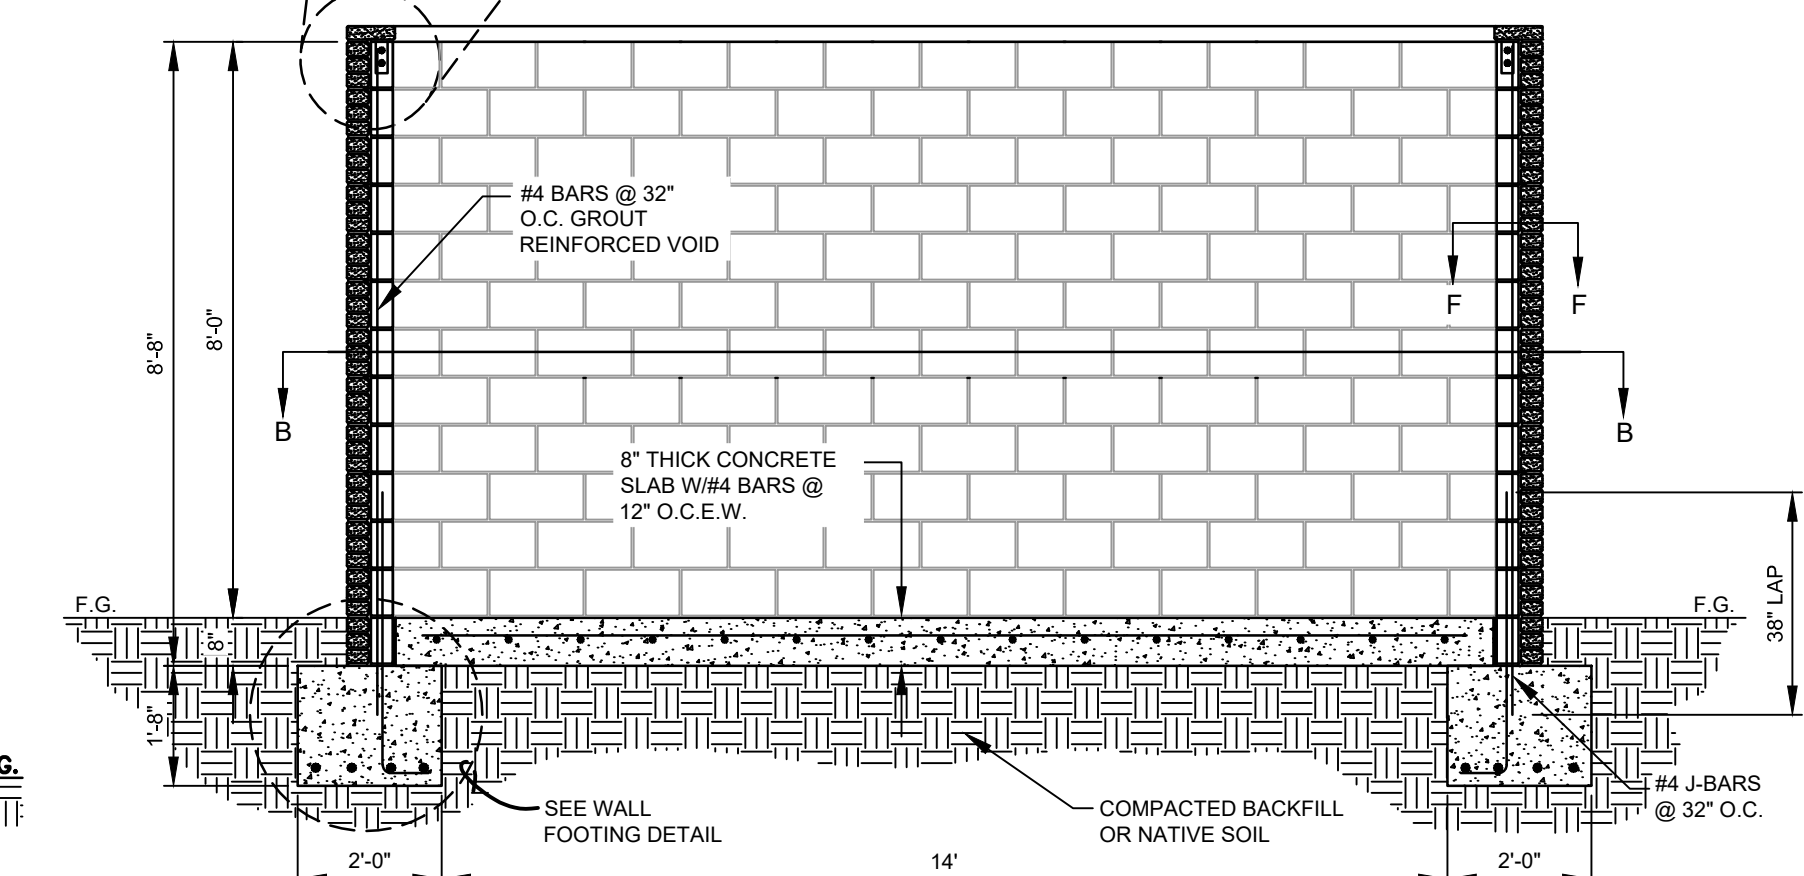 #4 BARS @ 32"
O.C. GROUT
REINFORCED VOID
8'-8"
8'-0"
F
F
B
B
8" THICK CONCRETE
SLAB W/#4 BARS @
12" O.C.E.W.
F.G.
F.G.
8"
38" LAP
1'-8"
G.
#4 J-BARS
@ 32" O.C.
SEE WALL
FOOTING DETAIL
COMPACTED BACKFILL
OR NATIVE SOIL
2'-0"
14'
2'-0"